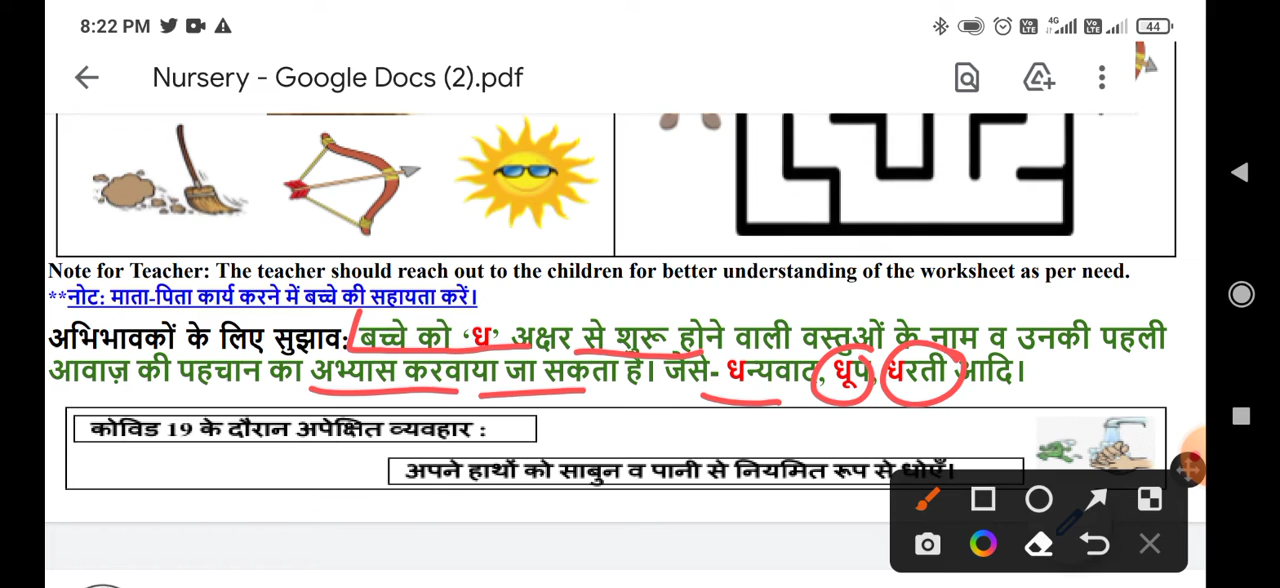 8:22 PM
4G
44
Nursery - Google Docs (2).pdf
Note for Teacher: The teacher should reach out to the children for better understanding of the worksheet as per need.
**नोट: माता-पिता कार्य करने में बच्चे की सहायता करें।
अभिभावकों के लिए सुझाव: बच्चे को ‘ध’ अक्षर से शुरू होने वाली वस्तुओं के नाम व उनकी पहली
आवाज़ की पहचान का अभ्यास करवाया जा सकता है। जैसे- धन्यवाद, धूप, धरती आदि।
कोविड 19 के दौरान अपेक्षित व्यवहार :
अपने हाथों को साबुन व पानी से नियमित रूप से धोएँ।